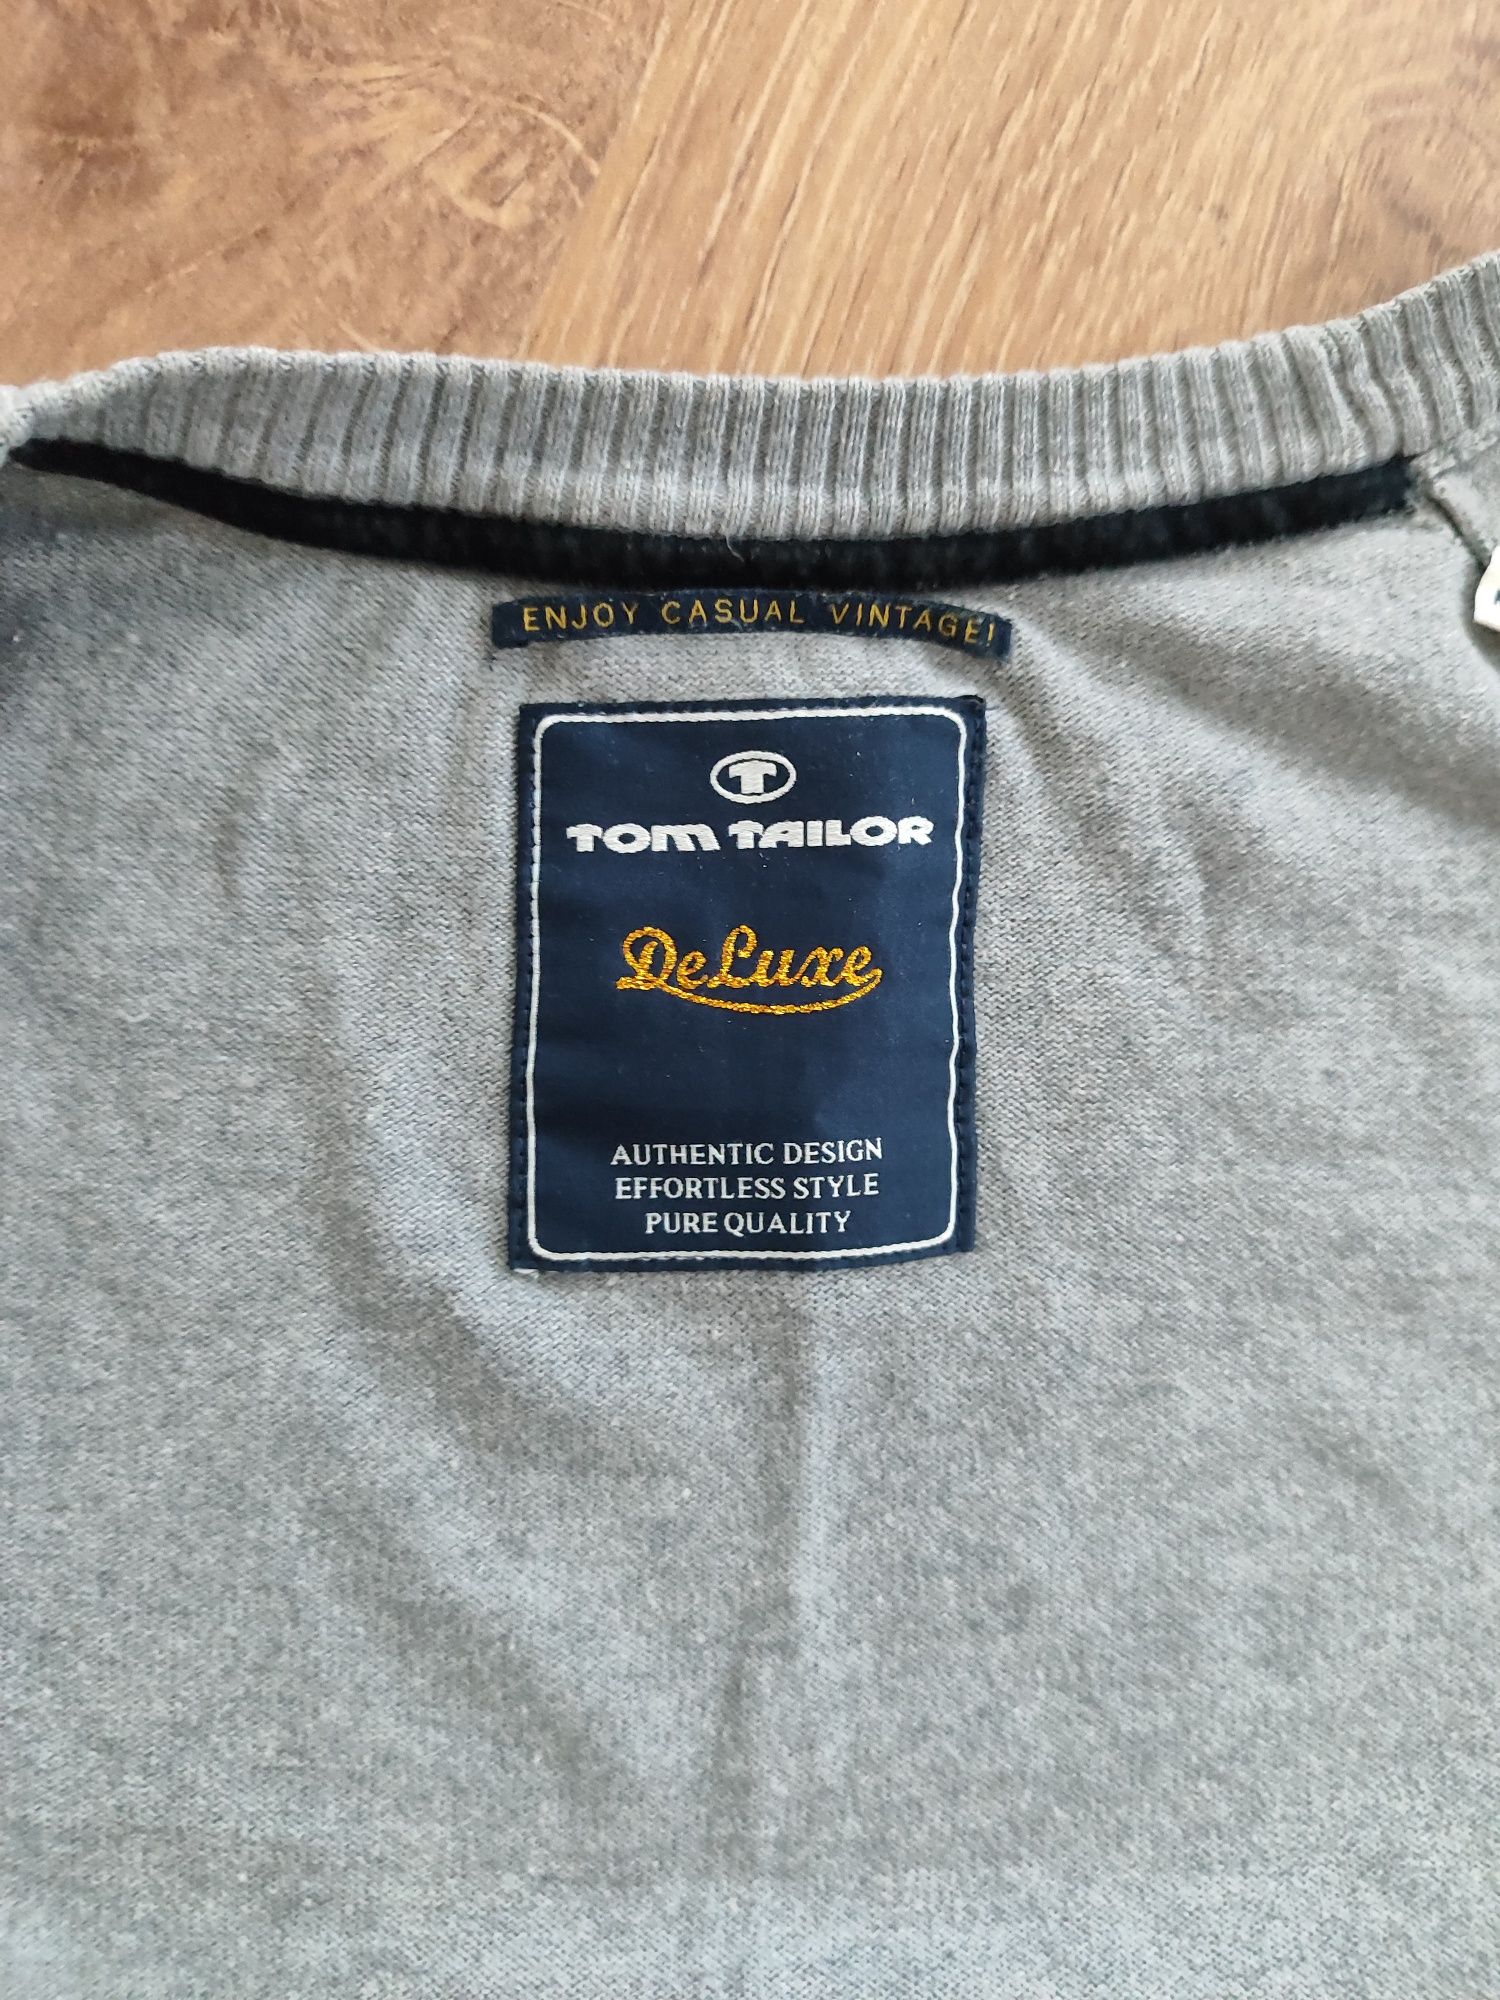 ENJOY CASUAL VINTAGE!
T
TOM TAILOR
DeLuxe
AUTHENTIC DESIGN
EFFORTLESS STYLE
PURE QUALITY